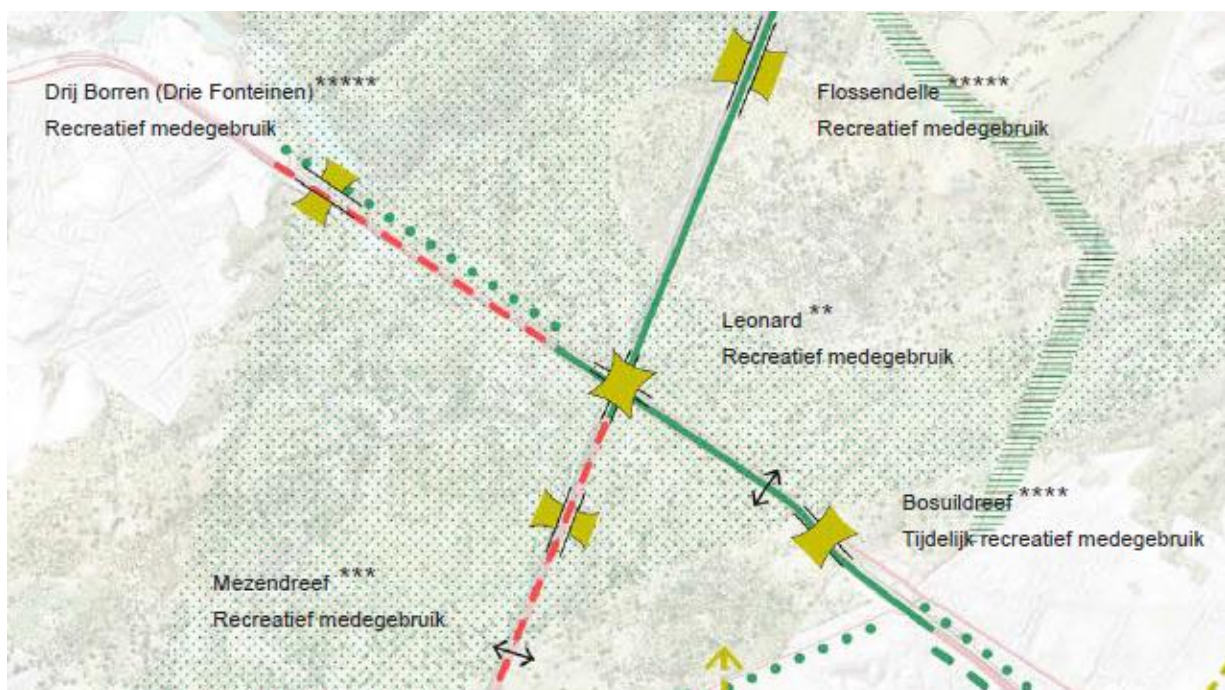 Drij Borren (Drie Fonteinen) *****
Recreatief medegebruik
Flossendelle *****
Recreatief medegebruik
Leonard **
Recreatief medegebruik
Bosuildreef ****
Tijdelijk recreatief medegebruik
Mezendreef ***
Recreatief medegebruik